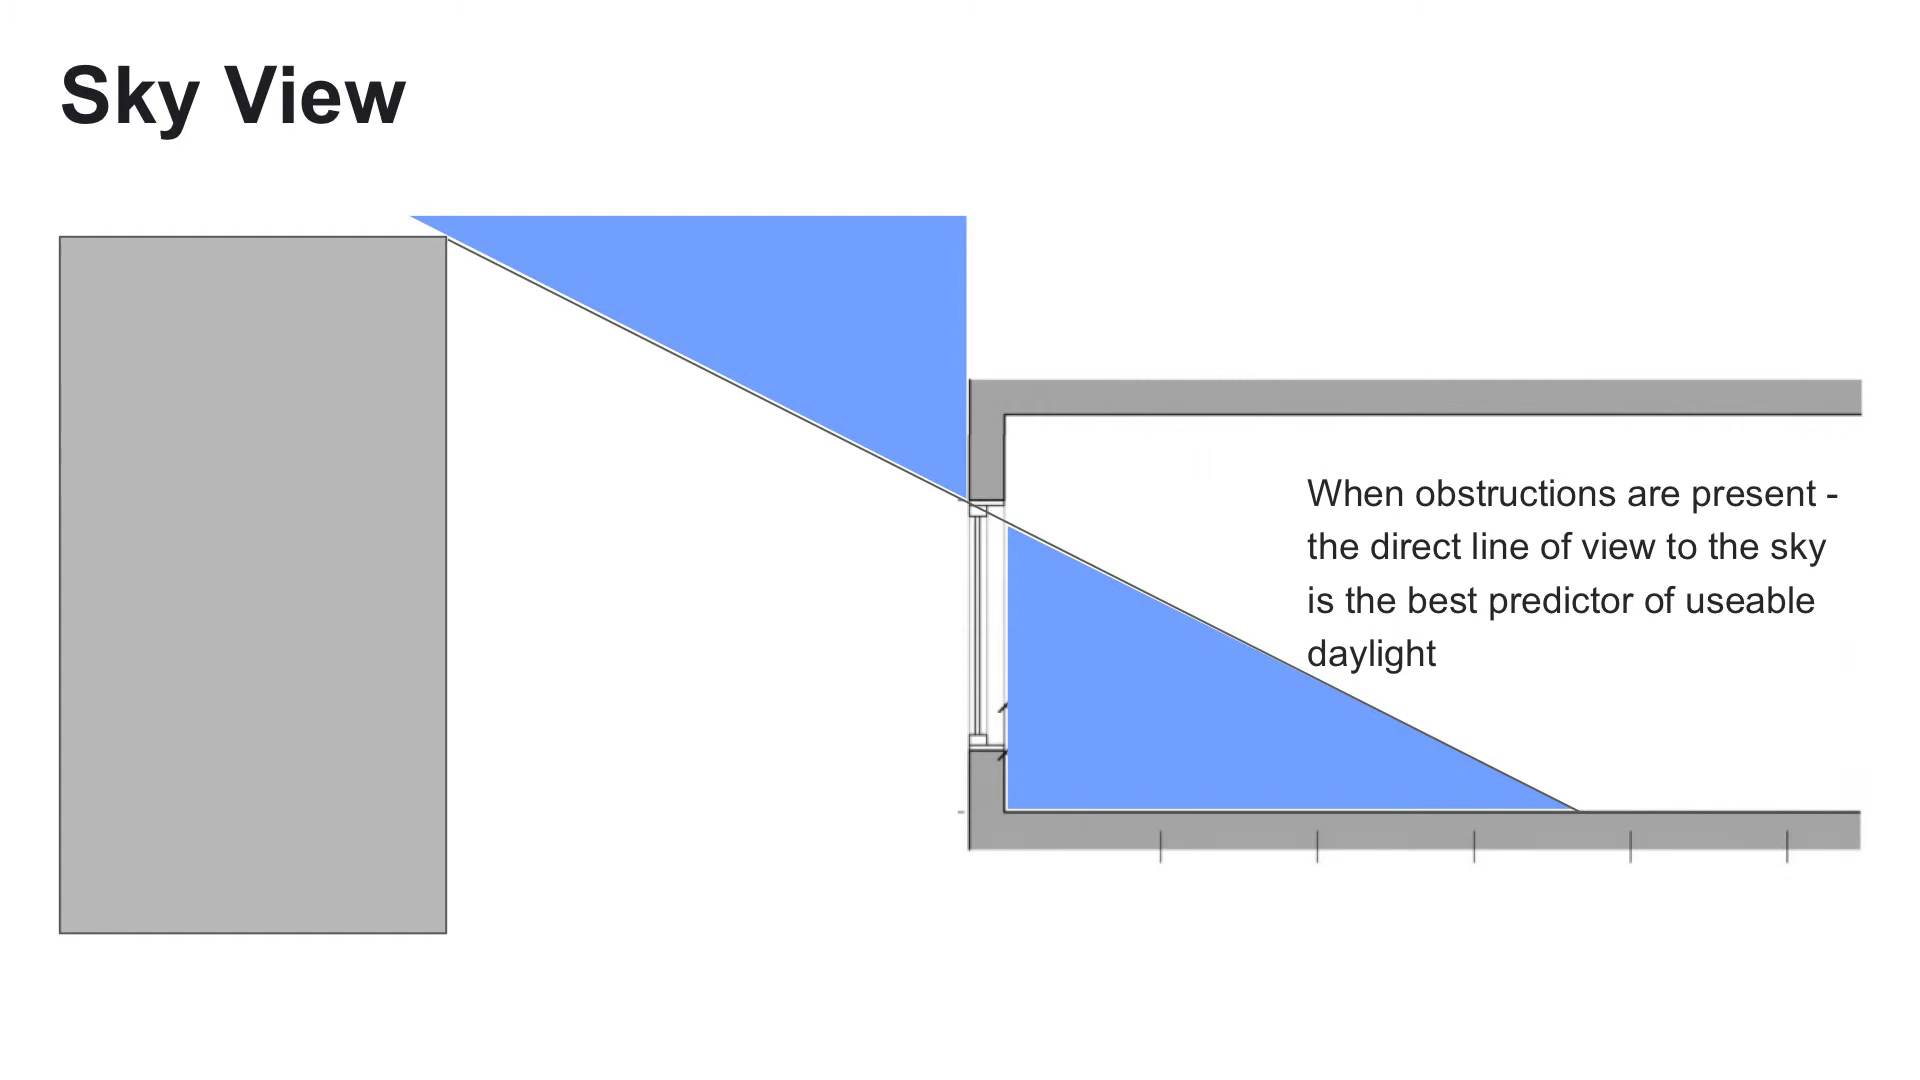 Sky View
When obstructions are present -
the direct line of view to the sky
is the best predictor of useable
daylight